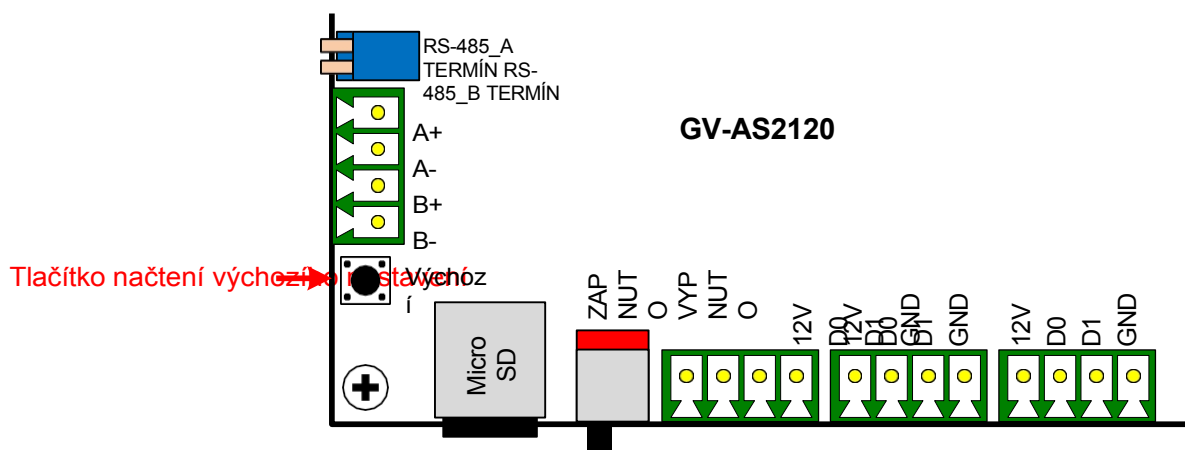 RS-485_A
TERMÍN RS-
485_B TERMÍN
GV-AS2120
A+
A-
B+
B-
Tlačítko načtení výchozího nastavení
Výchoz
í
Micro
SD
ZAP
NUT
O
VYP
NUT
O
12V
D0
D1
GND
12V
D0
D1
GND
12V
D0
D1
GND